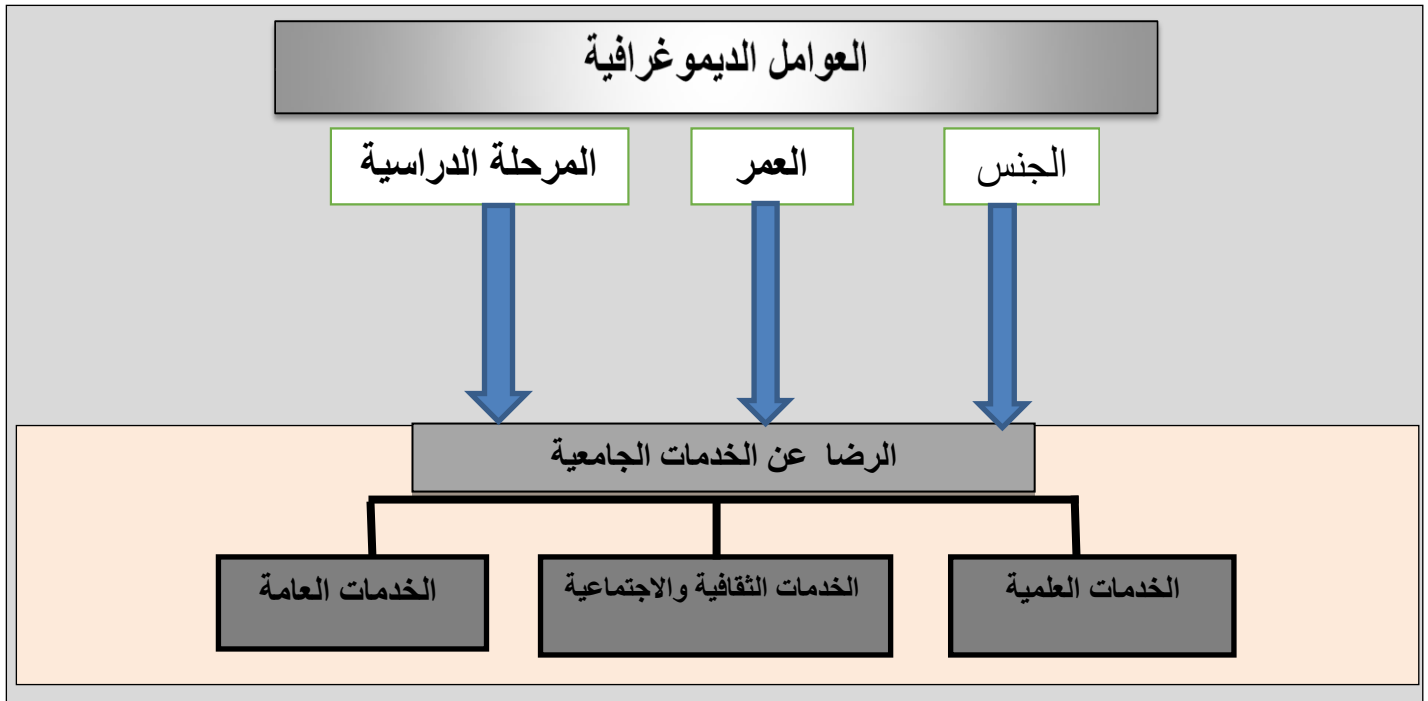 العوامل الديموغرافية
الجنس
العمر
المرحلة الدراسية
الرضا عن الخدمات الجامعية
الخدمات العلمية
الخدمات الثقافية والاجتماعية
الخدمات العامة